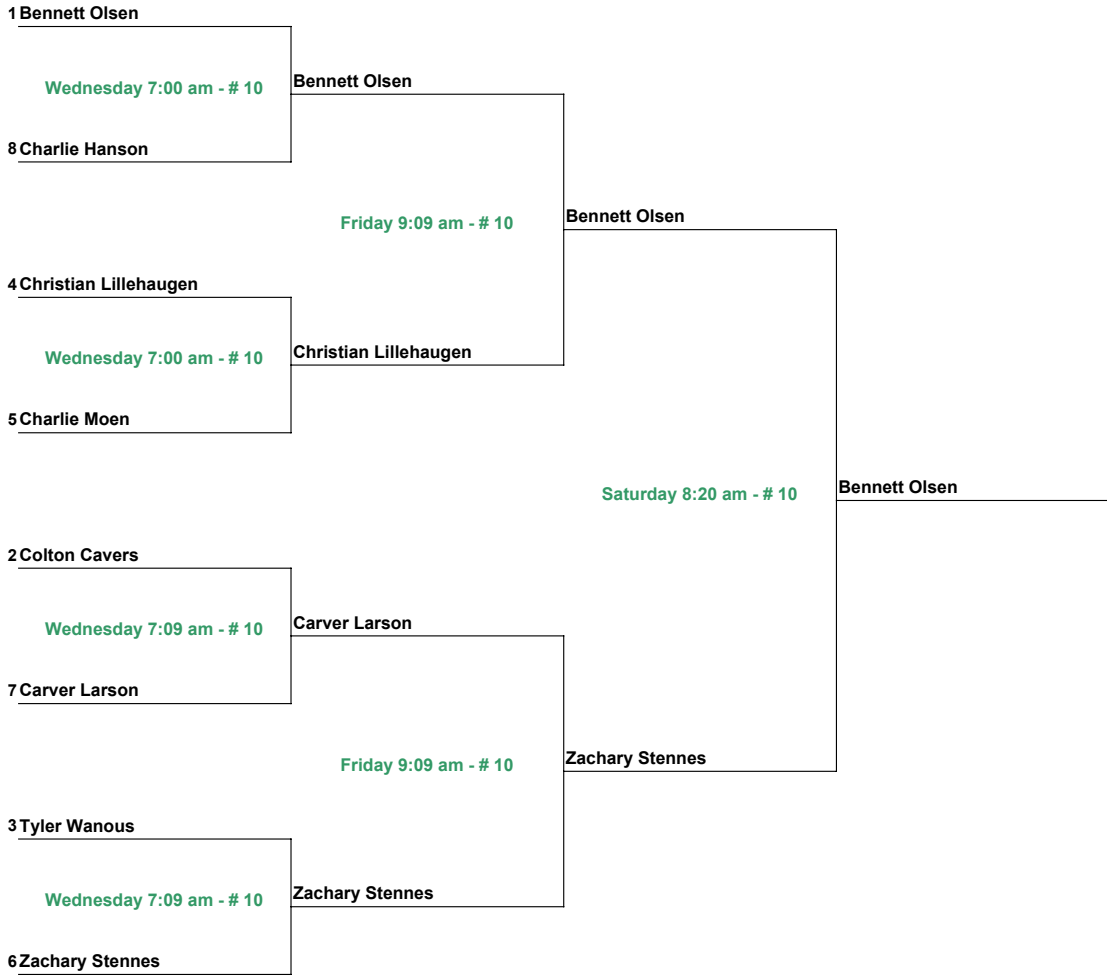 1 Bennett Olsen
Wednesday 7:00 am - # 10
Bennett Olsen
8 Charlie Hanson
Friday 9:09 am - # 10
Bennett Olsen
4 Christian Lillehaugen
Wednesday 7:00 am - # 10
Christian Lillehaugen
5 Charlie Moen
Saturday 8:20 am - # 10
Bennett Olsen
2 Colton Cavers
Wednesday 7:09 am - # 10
Carver Larson
7 Carver Larson
Friday 9:09 am - # 10
Zachary Stennes
3 Tyler Wanous
Wednesday 7:09 am - # 10
Zachary Stennes
6 Zachary Stennes